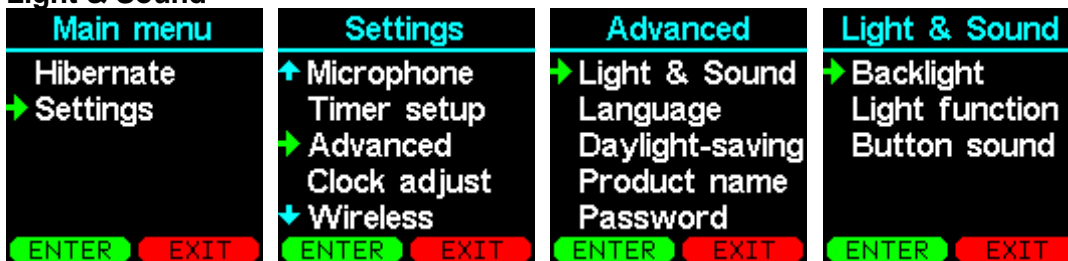 Light & Sound
Main menu
Hibernate
Settings
ENTER EXIT
Settings
Microphone
Timer setup
Advanced
Clock adjust
Wireless
ENTER EXIT
Advanced
Light & Sound
Language
Daylight-saving
Product name
Password
ENTER EXIT
Light & Sound
Backlight
Light function
Button sound
ENTER EXIT